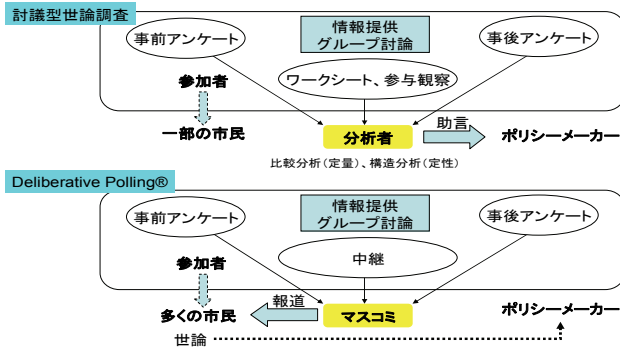 討議型世論調査
事前アンケート
情報提供
グループ討論
事後アンケート
参加者
ワークシート、参与観察
一部の市民
分析者
助言
ポリシーメーカー
比較分析(定量)、構造分析(定性)
Deliberative Polling®
事前アンケート
情報提供
グループ討論
事後アンケート
参加者
中継
多くの市民
報道
マスコミ
ポリシーメーカー
世論